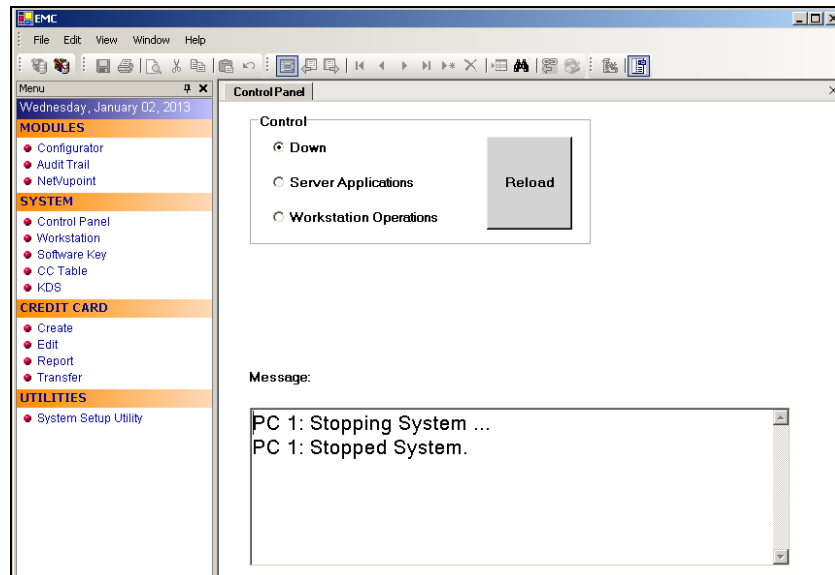 EMC
File Edit View Window Help
Menu
Wednesday, January 02, 2013
MODULES
Configurator
Audit Trail
NetVupoint
SYSTEM
Control Panel
Workstation
Software Key
CC Table
KDS
CREDIT CARD
Create
Edit
Report
Transfer
UTILITIES
System Setup Utility
Control Panel
Control
Down
Server Applications
Workstation Operations
Reload
Message:
PC 1: Stopping System ...
PC 1: Stopped System.